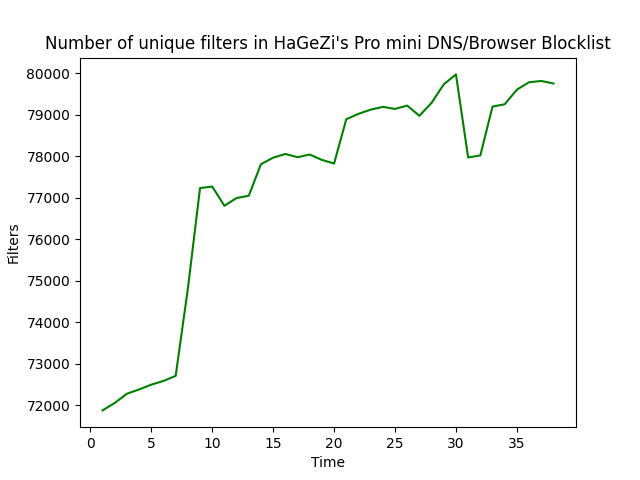 Number of unique filters in HaGeZi's Pro mini DNS/Browser Blocklist
80000
79000
78000
77000
76000
75000
74000
73000
72000
Filters
0 5 10 15 20 25 30 35
Time